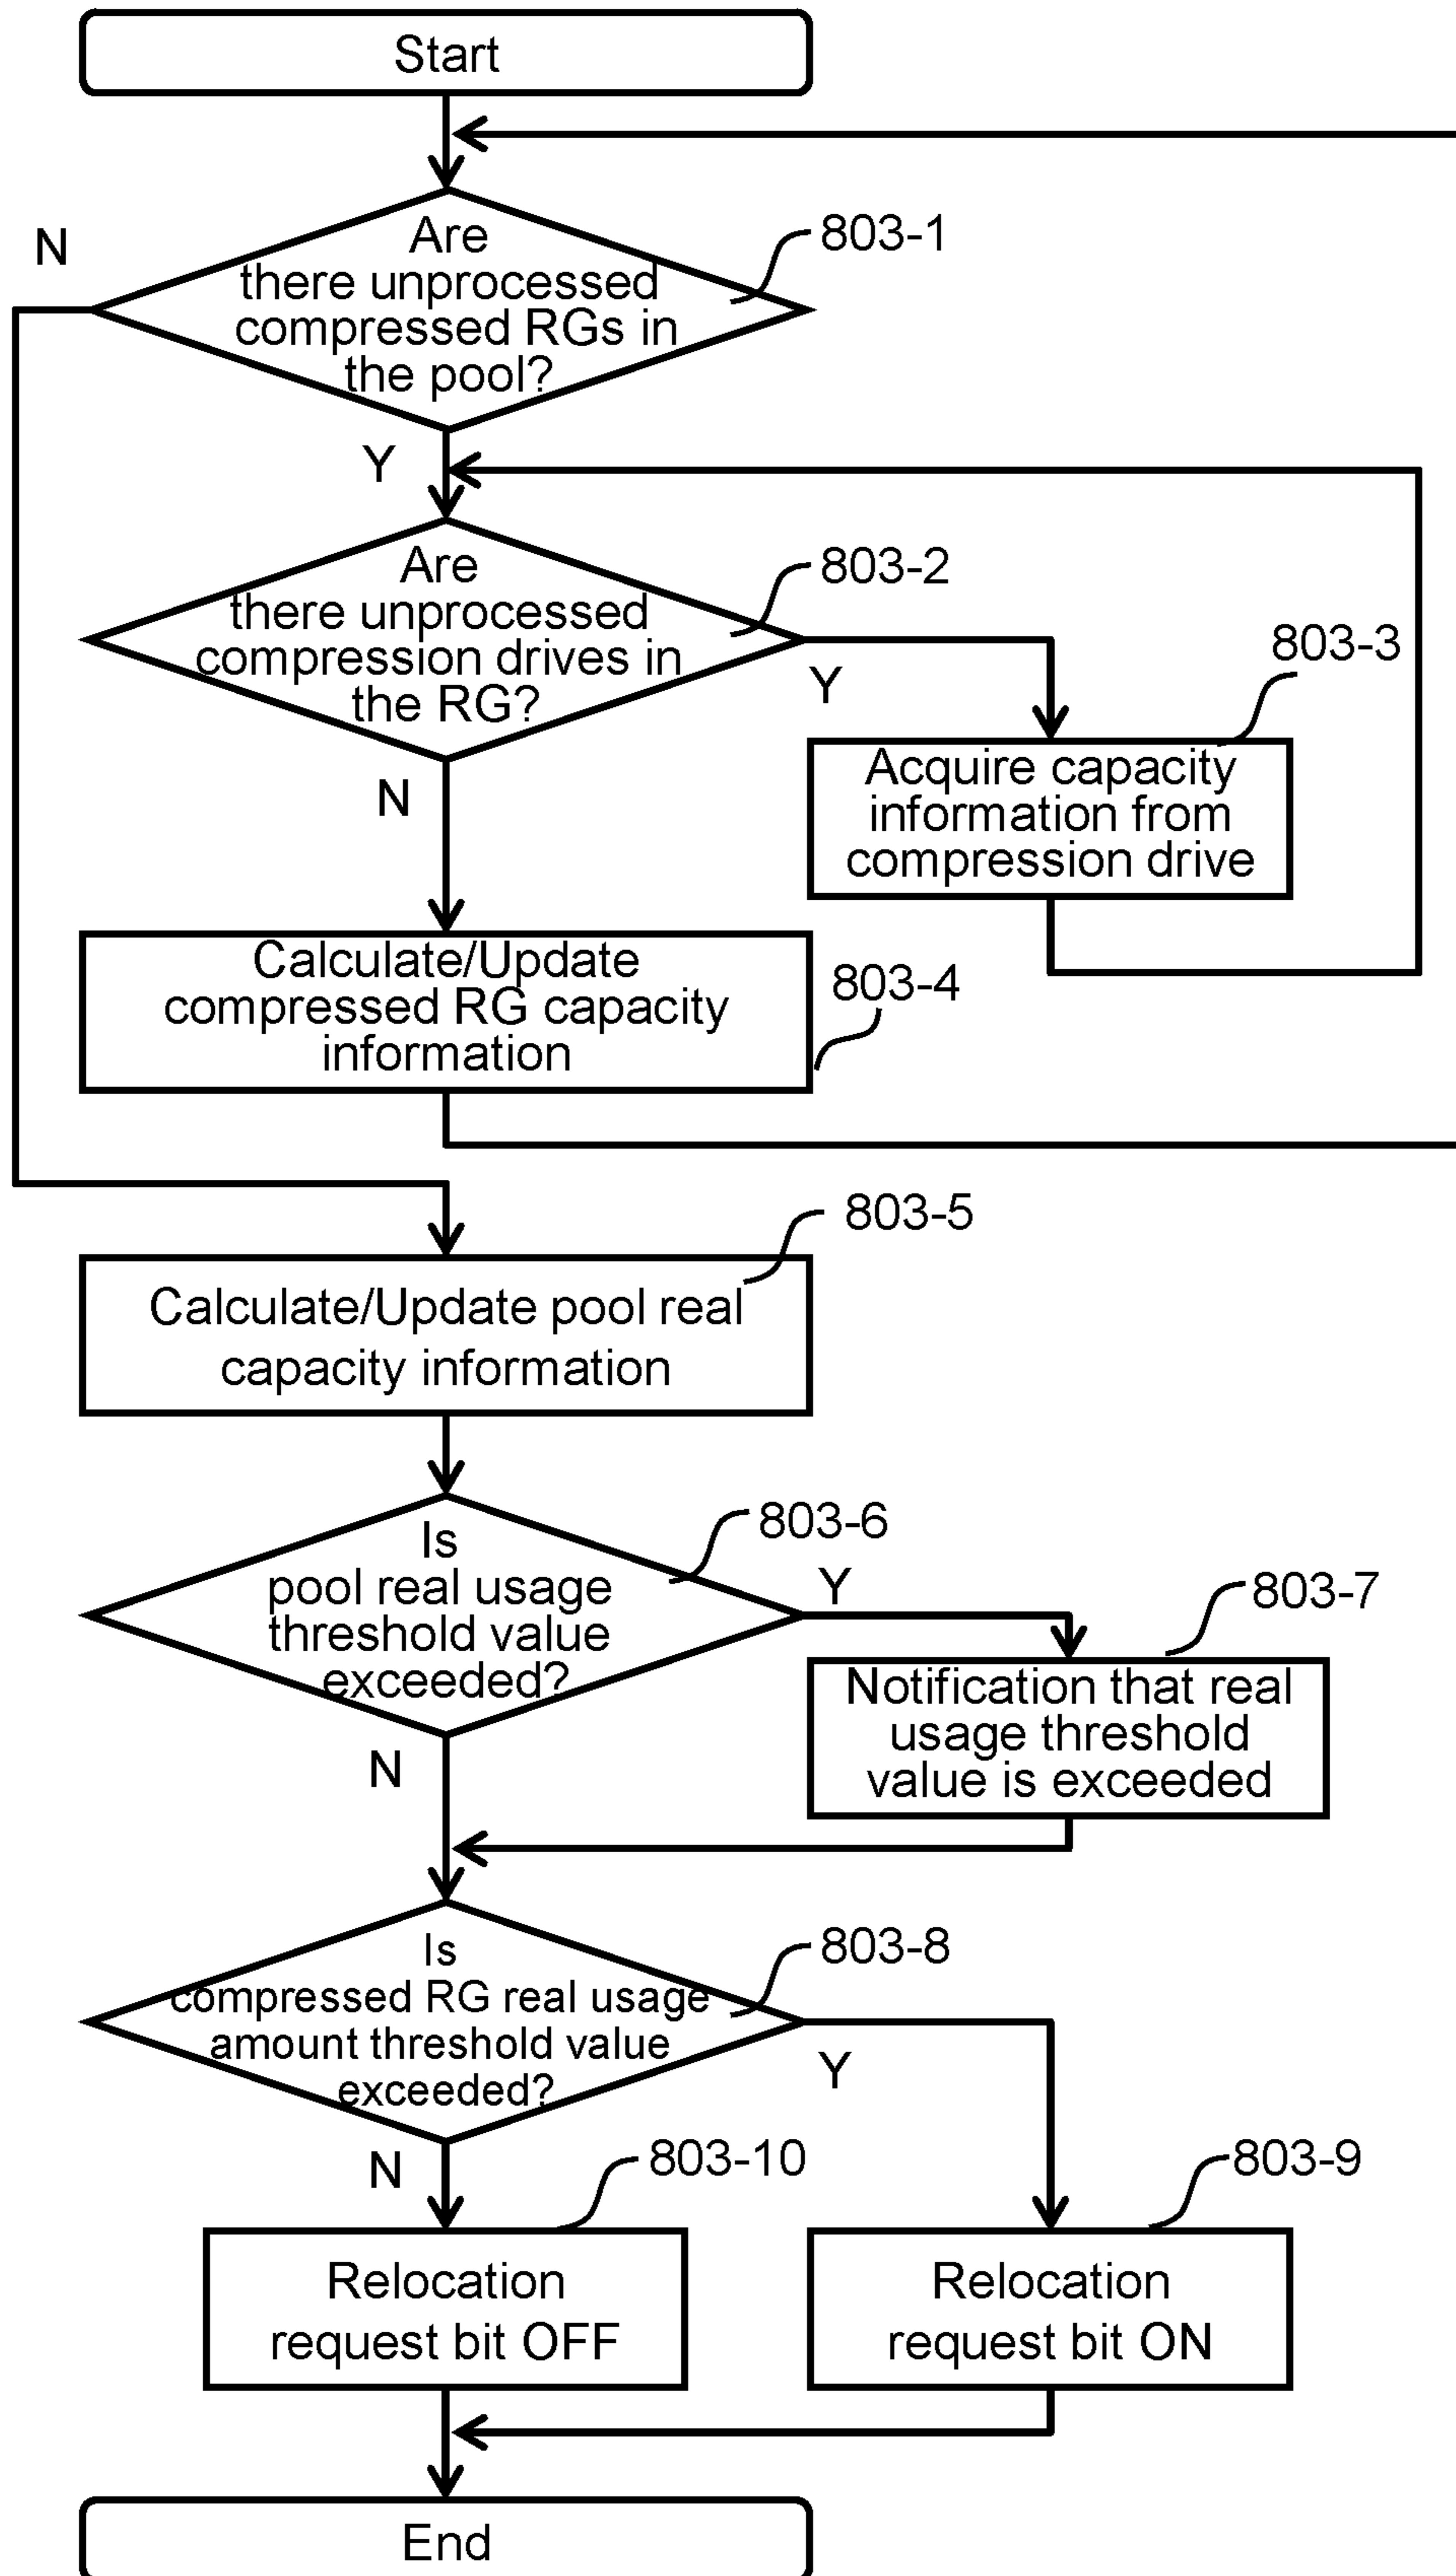 Start
N
Are
there unprocessed
compressed RGs in
the pool?
803-1
Y
Are
there unprocessed
compression drives in
the RG?
803-2
Y
803-3
Acquire capacity
information from
compression drive
N
Calculate/Update
compressed RG capacity
information
803-4
803-5
Calculate/Update pool real
capacity information
Is
pool real usage
threshold value
exceeded?
803-6
Y
803-7
Notification that real
usage threshold
value is exceeded
N
Is
compressed RG real usage
amount threshold value
exceeded?
803-8
Y
N
803-10
803-9
Relocation
request bit OFF
Relocation
request bit ON
End